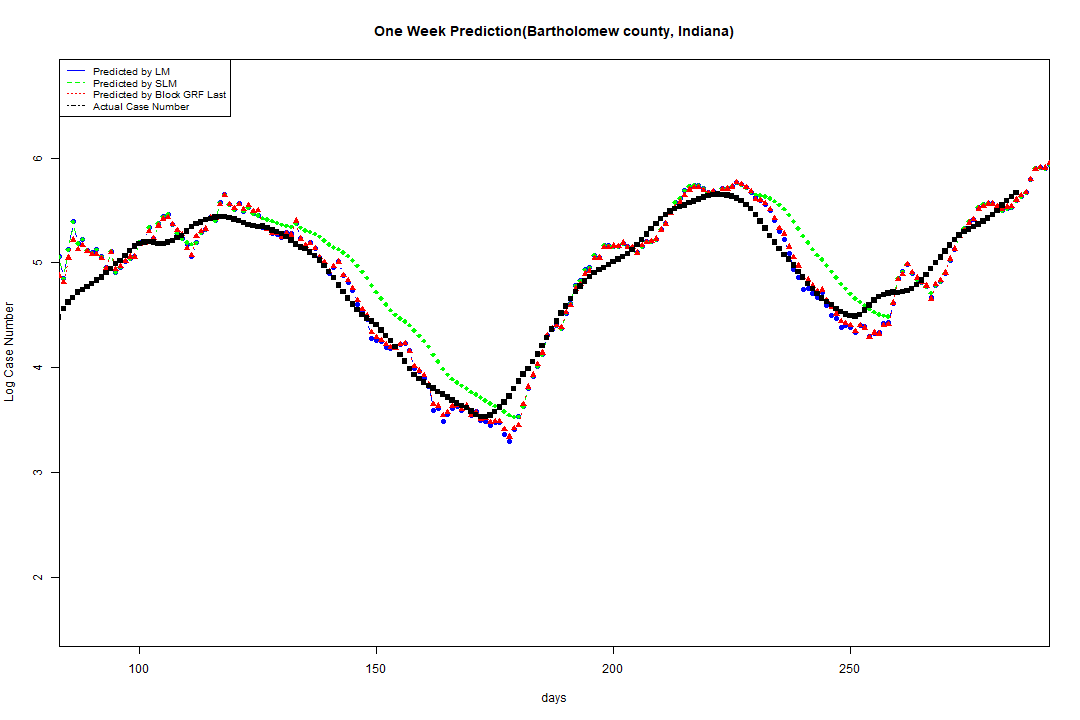 One Week Prediction(Bartholomew county, Indiana)
Predicted by LM
Predicted by SLM
Predicted by Block GRF Last
Actual Case Number
6
5
4
3
2
Log Case Number
100 150 200 250
days